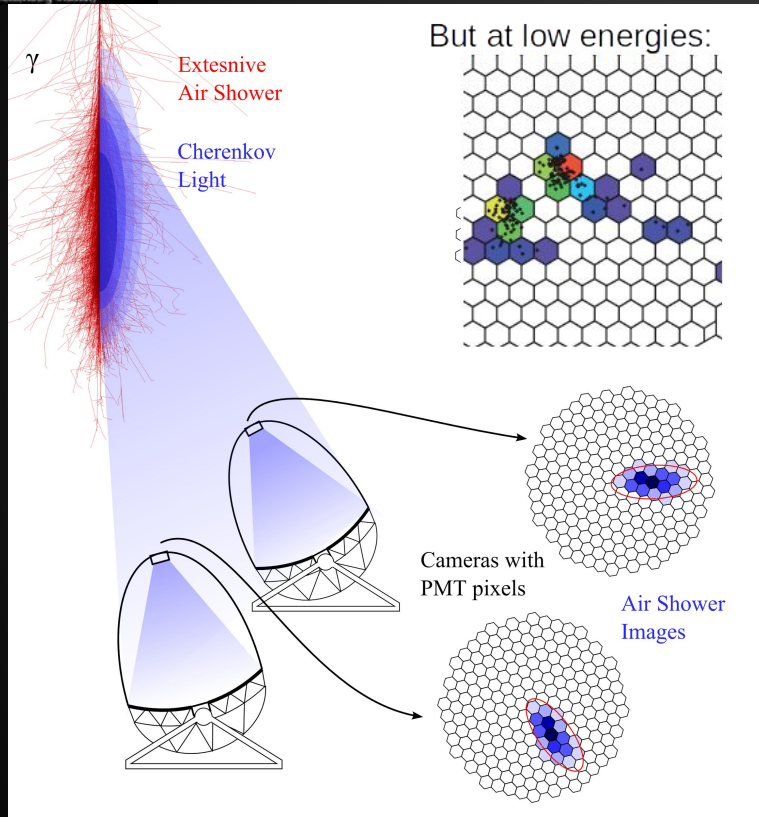 But at low energies:
γ
Extesnive
Air Shower
Cherenkov
Light
Cameras with
PMT pixels
Air Shower
Images